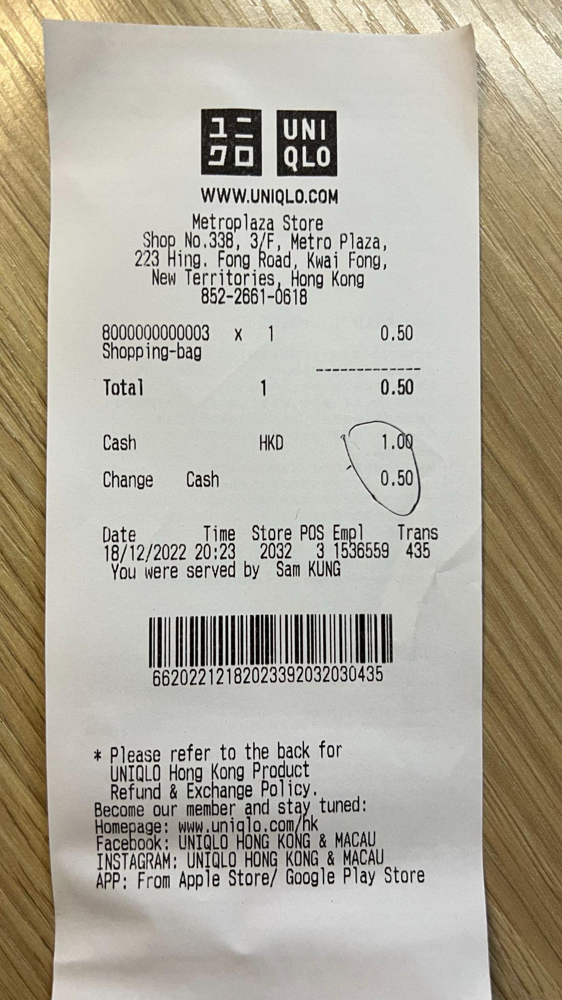 ユニ
クロ
UNI
QLO
WWW.UNIQLO.COM
Metroplaza Store
Shop No.338, 3/F, Metro Plaza,
223 Hing. Fong Road, Kwai Fong,
New Territories, Hong Kong
852-2661-0618
8000000000003 x 1 0.50
Shopping-bag
Total 1 0.50
Cash HKD 1.00
Change Cash 0.50
Date Time Store POS Empl Trans
18/12/2022 20:23 2032 3 1536559 435
You were served by Sam KUNG
6620221218202339203​2030435
* Please refer to the back for
UNIQLO Hong Kong Product
Refund & Exchange Policy.
Become our member and stay tuned:
Homepage: www.uniqlo.com/hk
Facebook: UNIQLO HONG KONG & MACAU
INSTAGRAM: UNIQLO HONG KONG & MACAU
APP: From Apple Store/ Google Play Store